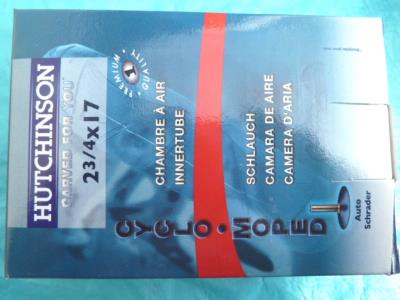 HUTCHINSON
CARVED FOR YOU
2 3/4 x 17
PREMIUM QUALITY
1
CHAMBRE À AIR
INNERTUBE
SCHLAUCH
CAMARA DE AIRE
CAMERA D'ARIA
CYCLO•MOPED
Auto
Schrader